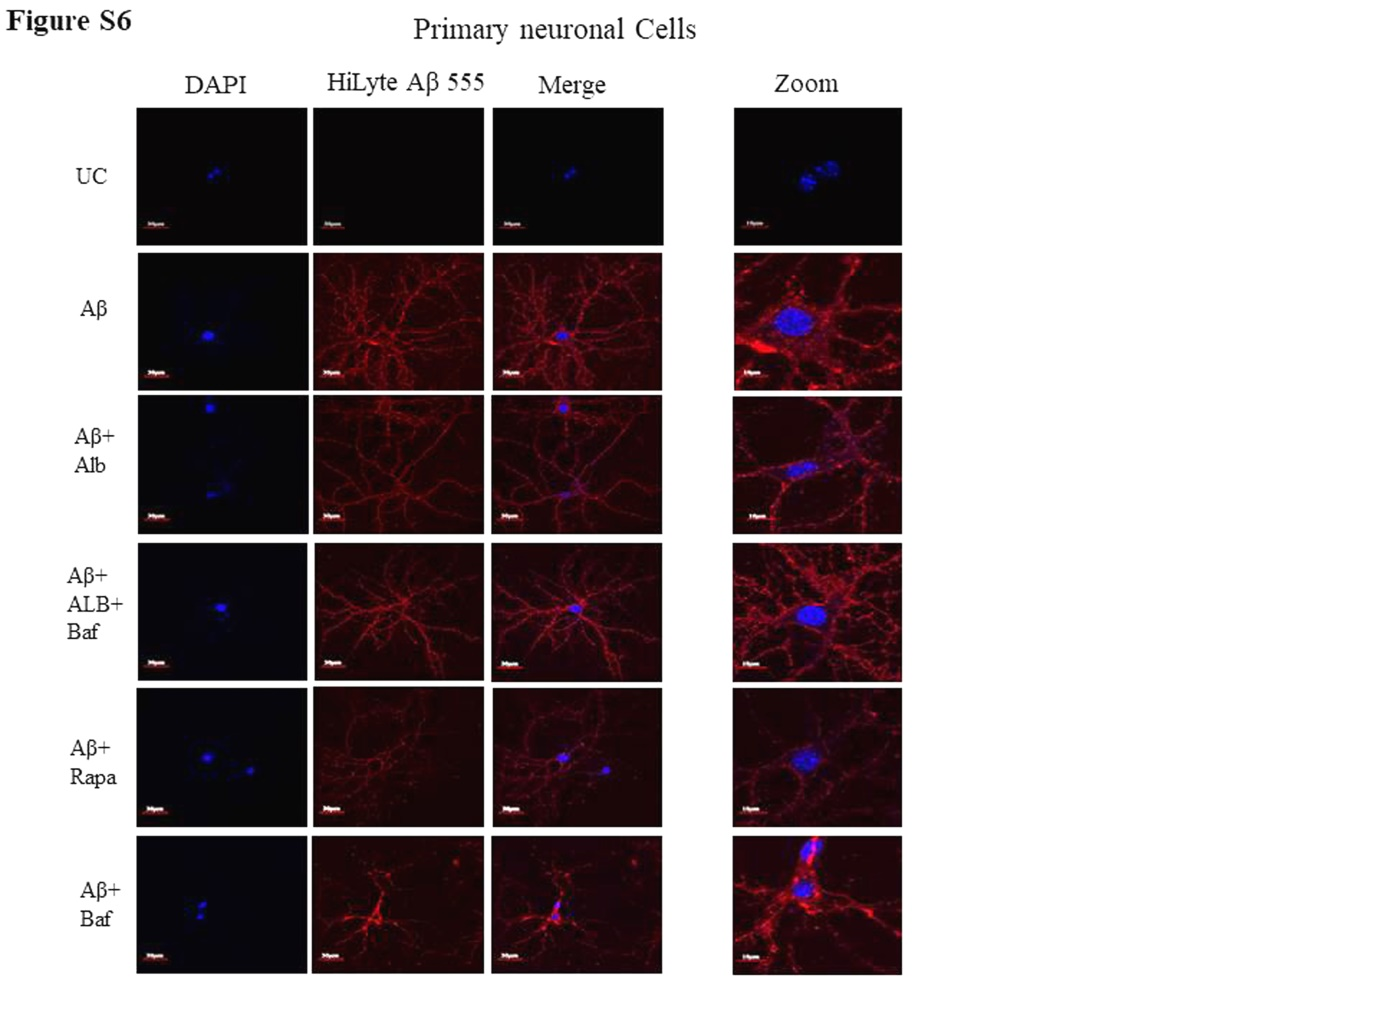 Figure S6
Primary neuronal Cells
DAPI HiLyte Aβ 555 Merge Zoom
UC
Aβ
Aβ+
Alb
Aβ+
ALB+
Baf
Aβ+
Rapa
Aβ+
Baf